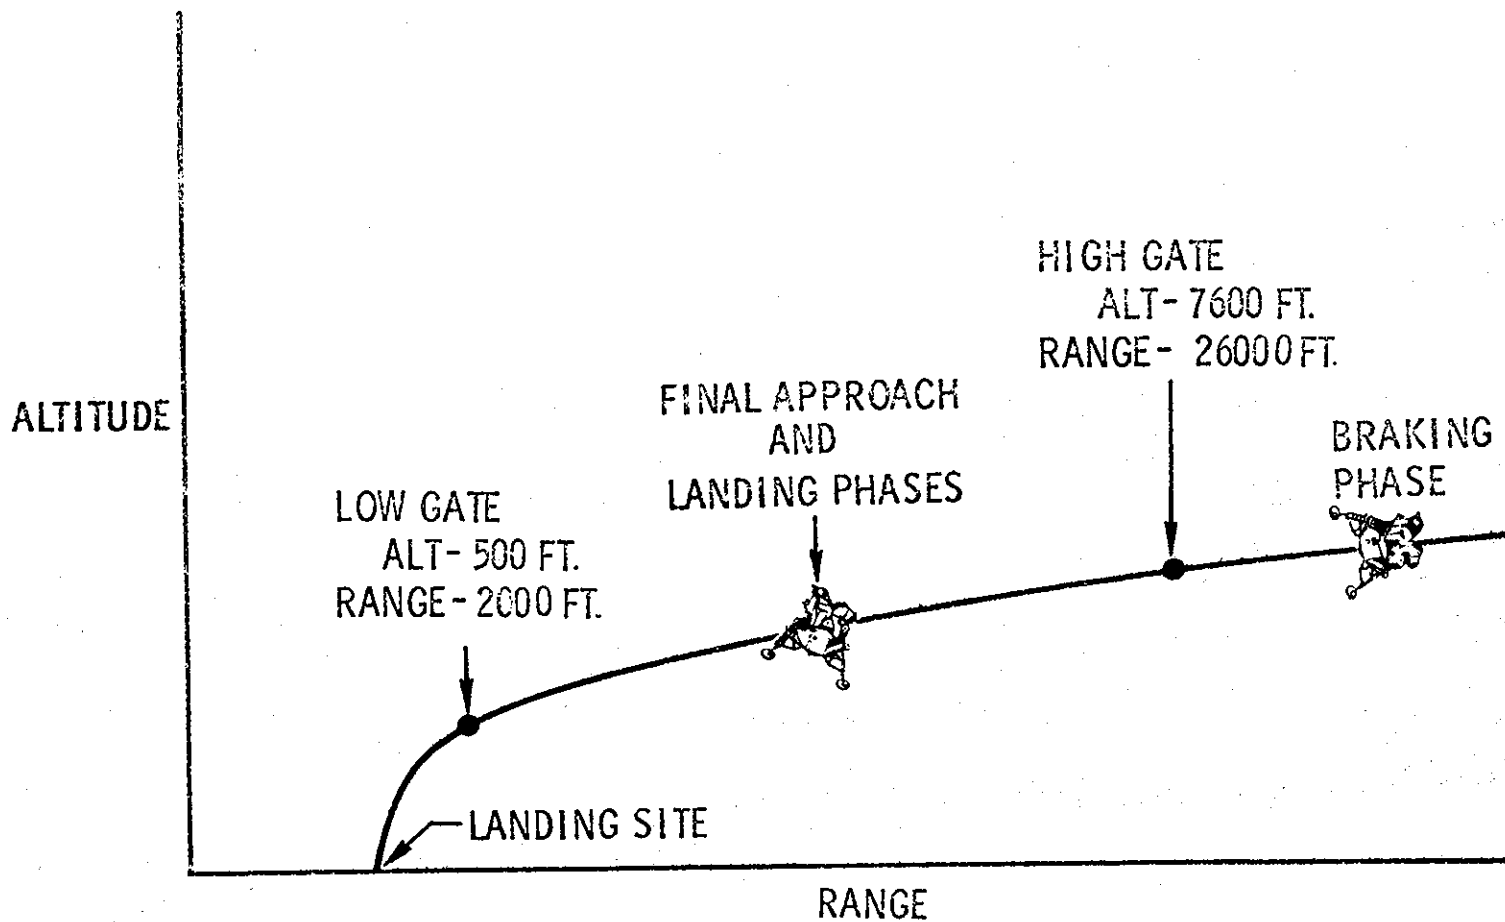 HIGH GATE
ALT- 7600 FT.
RANGE- 26000 FT.
ALTITUDE
FINAL APPROACH
AND
LANDING PHASES
BRAKING
PHASE
LOW GATE
ALT- 500 FT.
RANGE- 2000 FT.
LANDING SITE
RANGE